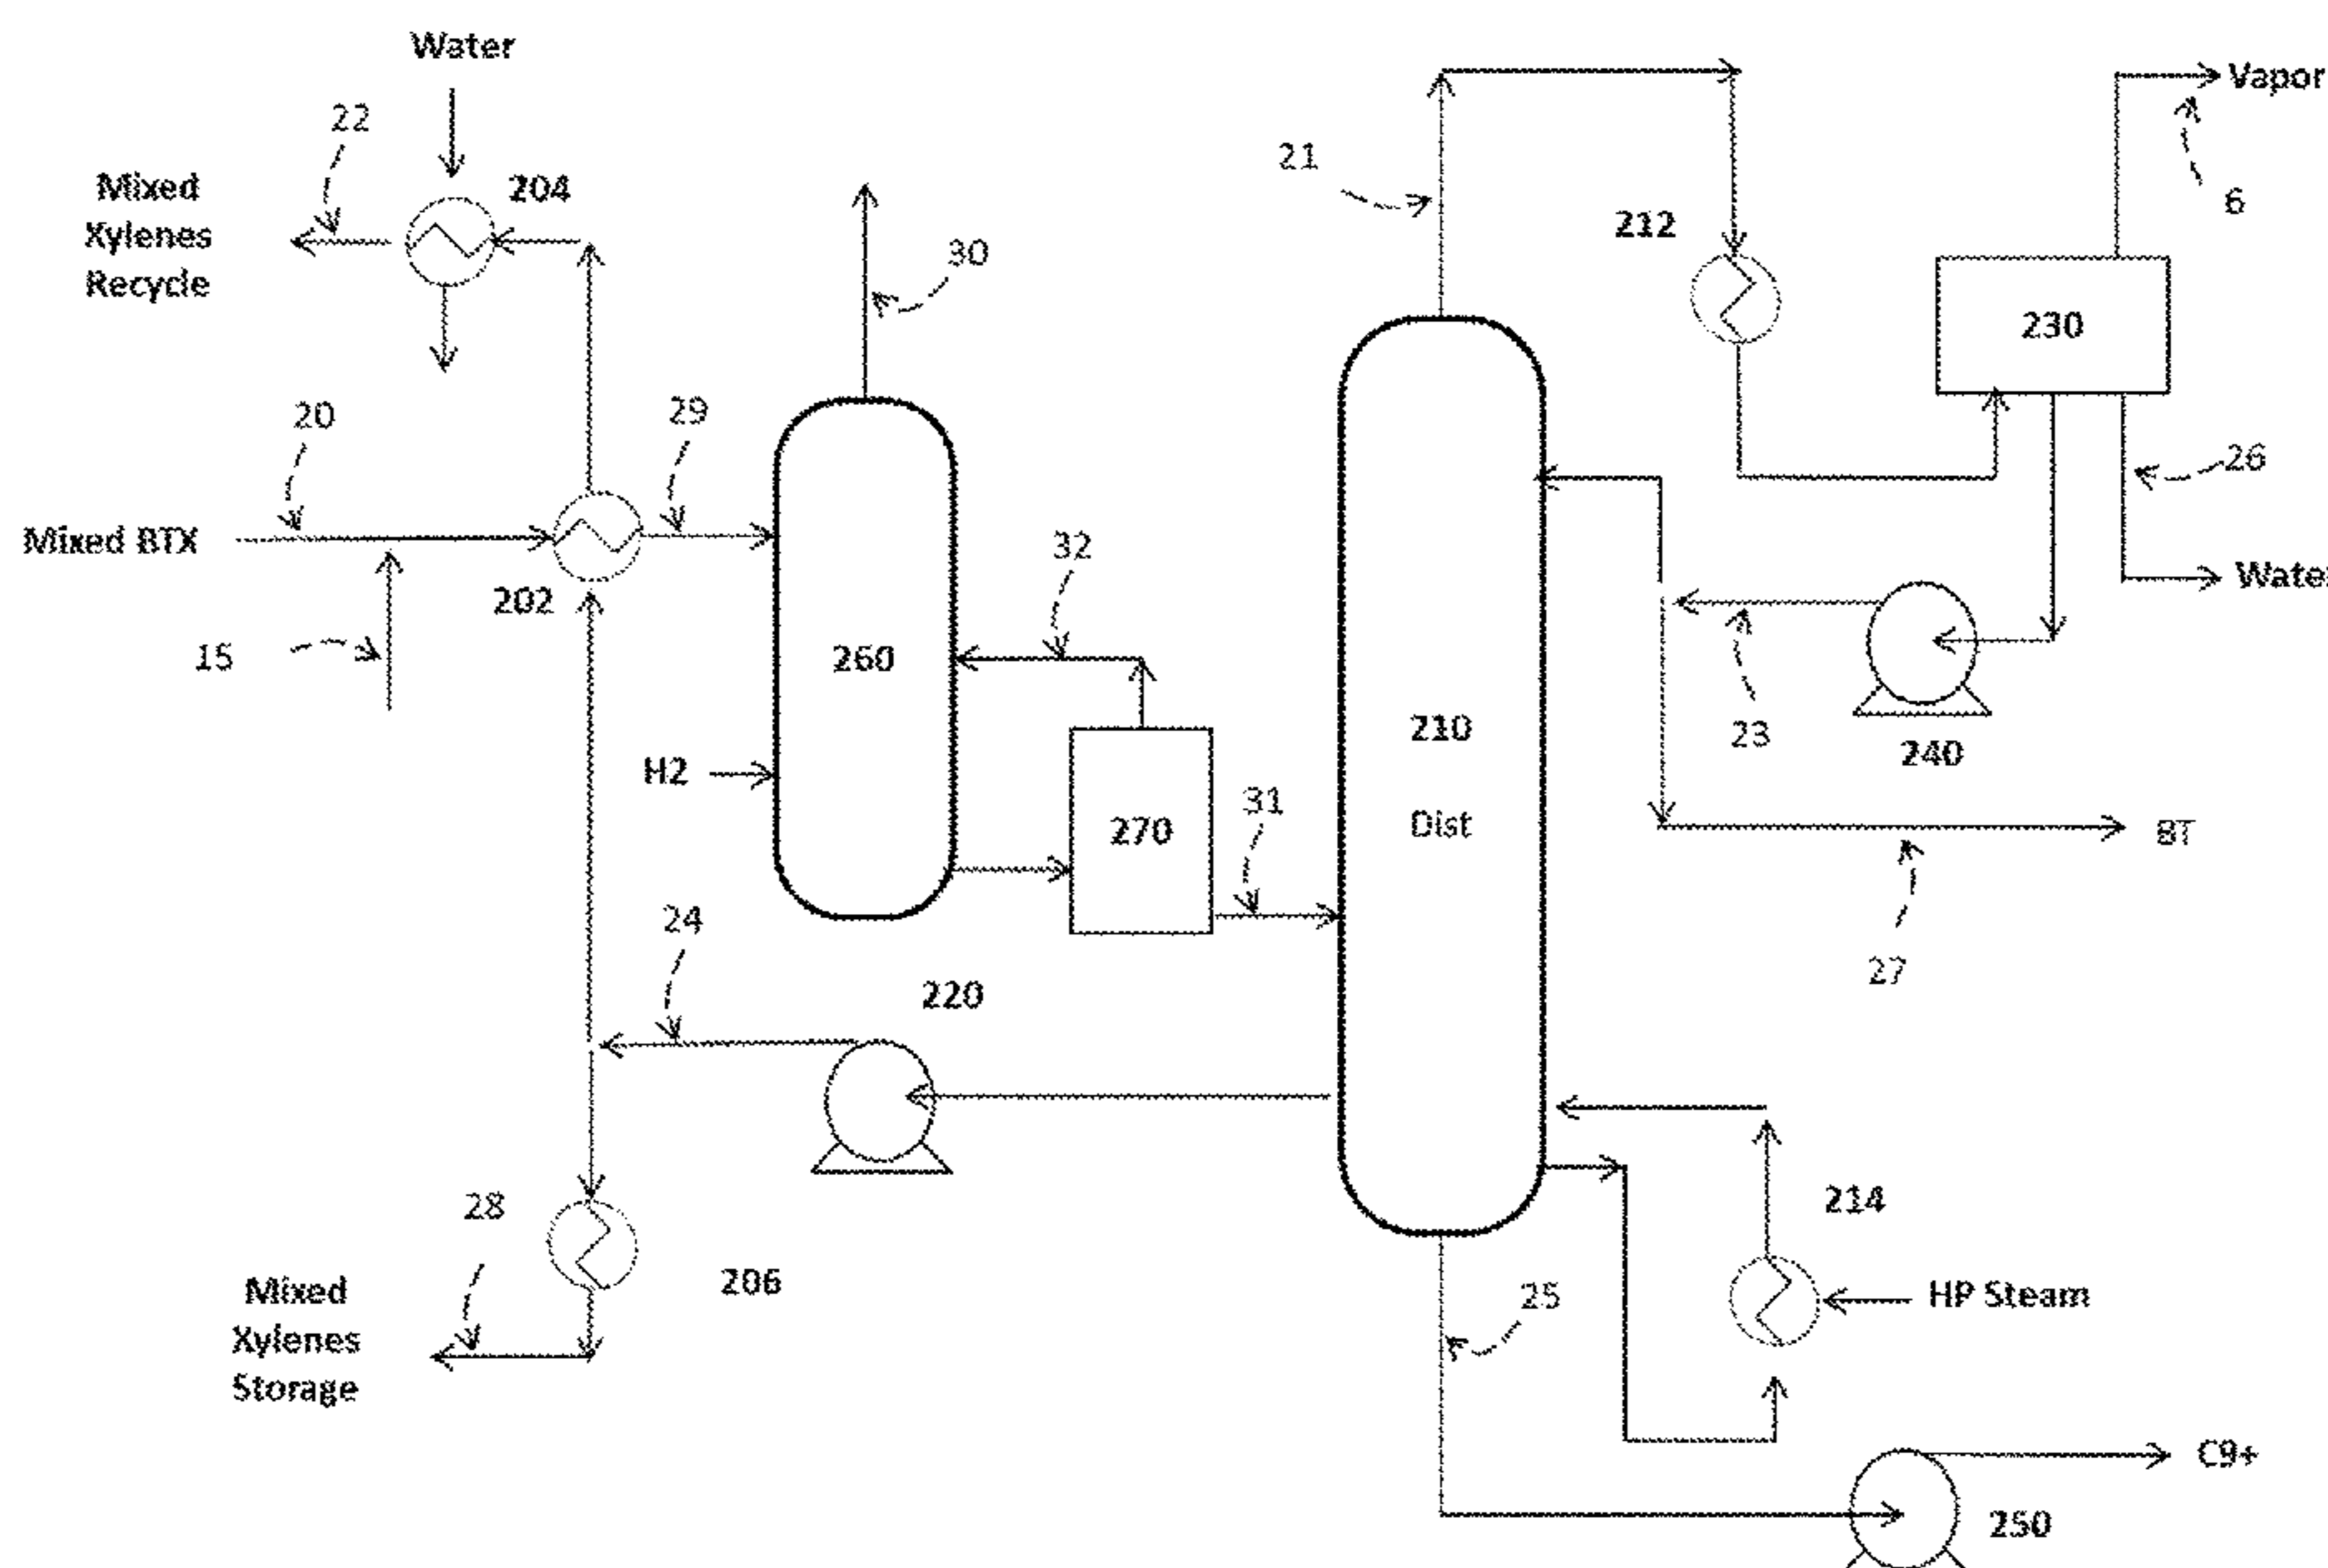 Water
22
Mixed
Xylenes
Recycle
204
21
212
Vapor
6
30
230
20
29
26
Mixed BTX
202
32
Water
15
260
H2
210
Dist
23
240
270
31
BT
24
220
27
28
206
Mixed
Xylenes
Storage
214
25
HP Steam
C9+
250